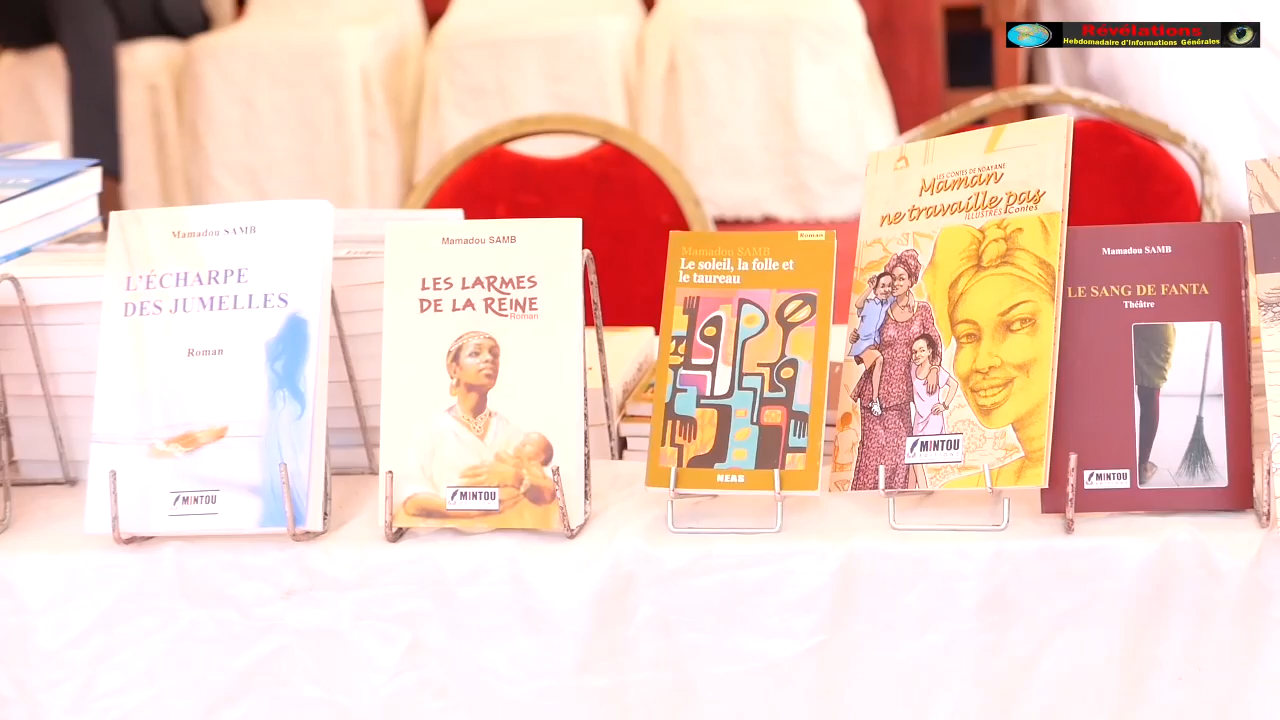 Révélations
Hebdomadaire d'Informations Générales
Mamadou SAMB
L'ÉCHARPE
DES JUMELLES
Roman
MINTOU
Mamadou SAMB
LES LARMES
DE LA REINE
Roman
MINTOU
Roman
Mamadou SAMB
Le soleil, la folle et
le taureau
NEAS
LES CONTES DE NDAYANE
Maman
ne travaille pas
ILLUSTRÉS Contes
MINTOU
EDITIONS
Mamadou SAMB
LE SANG DE FANTA
Théâtre
MINTOU